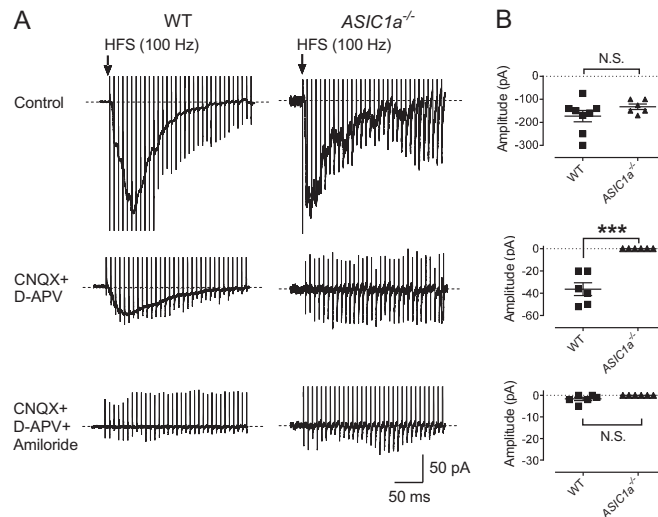 A
WT
ASIC1a-/-
HFS (100 Hz)
HFS (100 Hz)
Control
CNQX+
D-APV
CNQX+
D-APV+
Amiloride
50 pA
50 ms
B
N.S.
Amplitude (pA)
0
-100
-200
-300
WT
ASIC1a-/-
***
Amplitude (pA)
0
-20
-40
-60
WT
ASIC1a-/-
Amplitude (pA)
0
-10
-20
-30
N.S.
WT
ASIC1a-/-